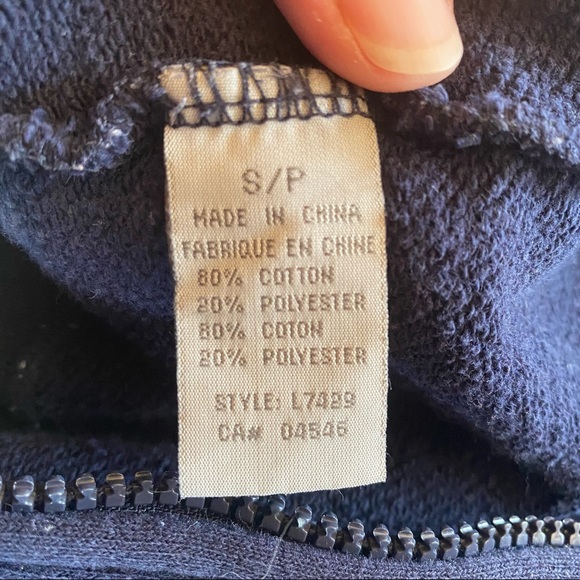 S/P
MADE IN CHINA
FABRIQUE EN CHINE
80% COTTON
20% POLYESTER
80% COTON
20% POLYESTER
STYLE: L7429
CA# 04546